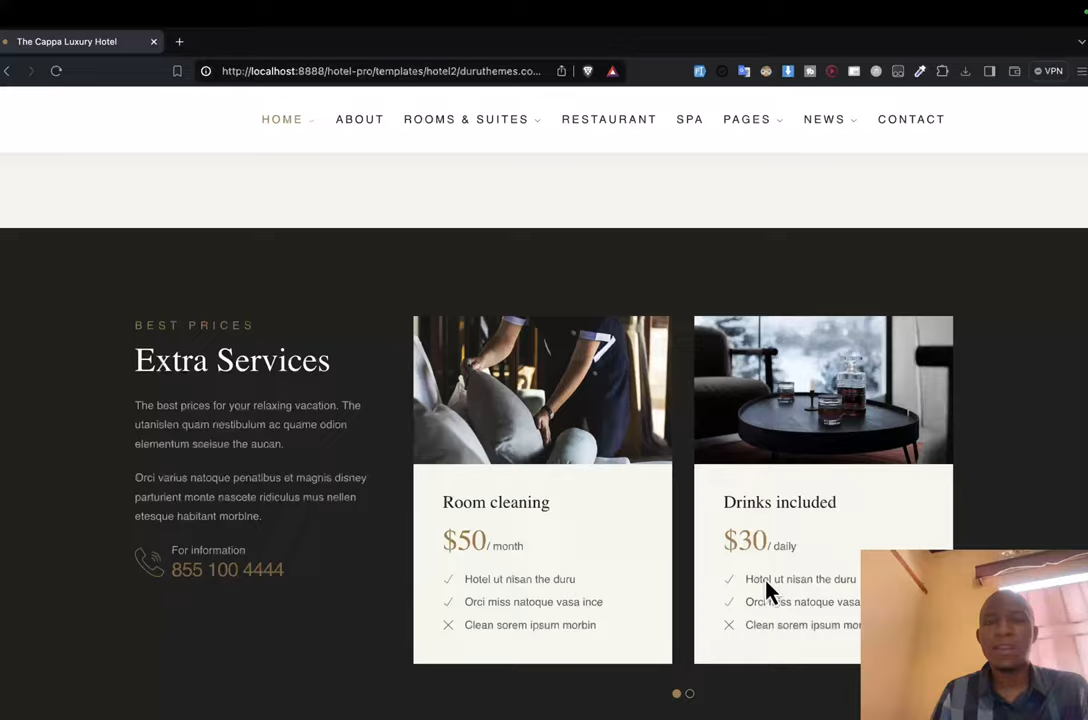 The Cappa Luxury Hotel
http://localhost:8888/hotel-pro/templates/hotel2/duruthemes.co...
VPN
HOME ABOUT ROOMS & SUITES RESTAURANT SPA PAGES NEWS CONTACT
BEST PRICES
Extra Services
The best prices for your relaxing vacation. The
utanislen quam nestibulum ac quame odion
elementum sceisue the aucan.
Orci varius natoque penatibus et magnis disney
parturient monte nascete ridiculus mus nellen
etesque habitant morbine.
For information
855 100 4444
Room cleaning
$50/ month
Hotel ut nisan the duru
Orci miss natoque vasa ince
Clean sorem ipsum morbin
Drinks included
$30/ daily
Hotel ut nisan the duru
Orci miss natoque vasa
Clean sorem ipsum mor